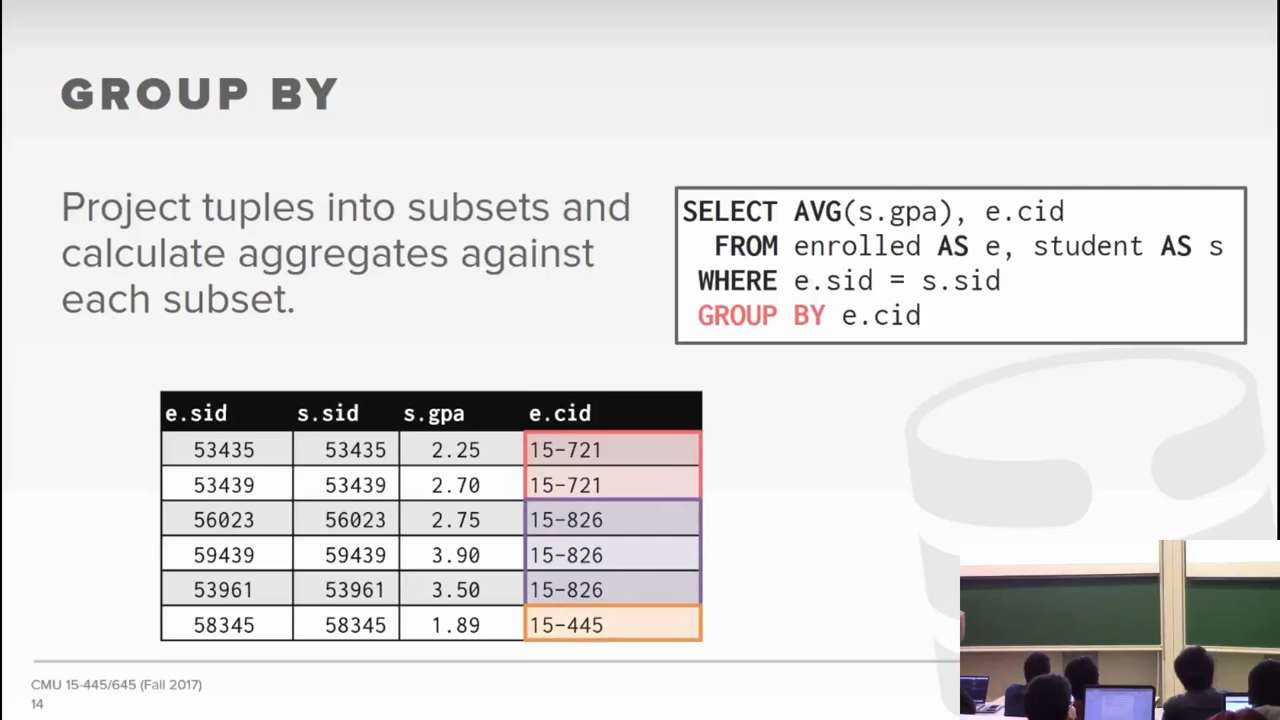 GROUP BY
Project tuples into subsets and
calculate aggregates against
each subset.
SELECT AVG(s.gpa), e.cid
FROM enrolled AS e, student AS s
WHERE e.sid = s.sid
GROUP BY e.cid
e.sid s.sid s.gpa e.cid
53435 53435 2.25 15-721
53439 53439 2.70 15-721
56023 56023 2.75 15-826
59439 59439 3.90 15-826
53961 53961 3.50 15-826
58345 58345 1.89 15-445
CMU 15-445/645 (Fall 2017)
14